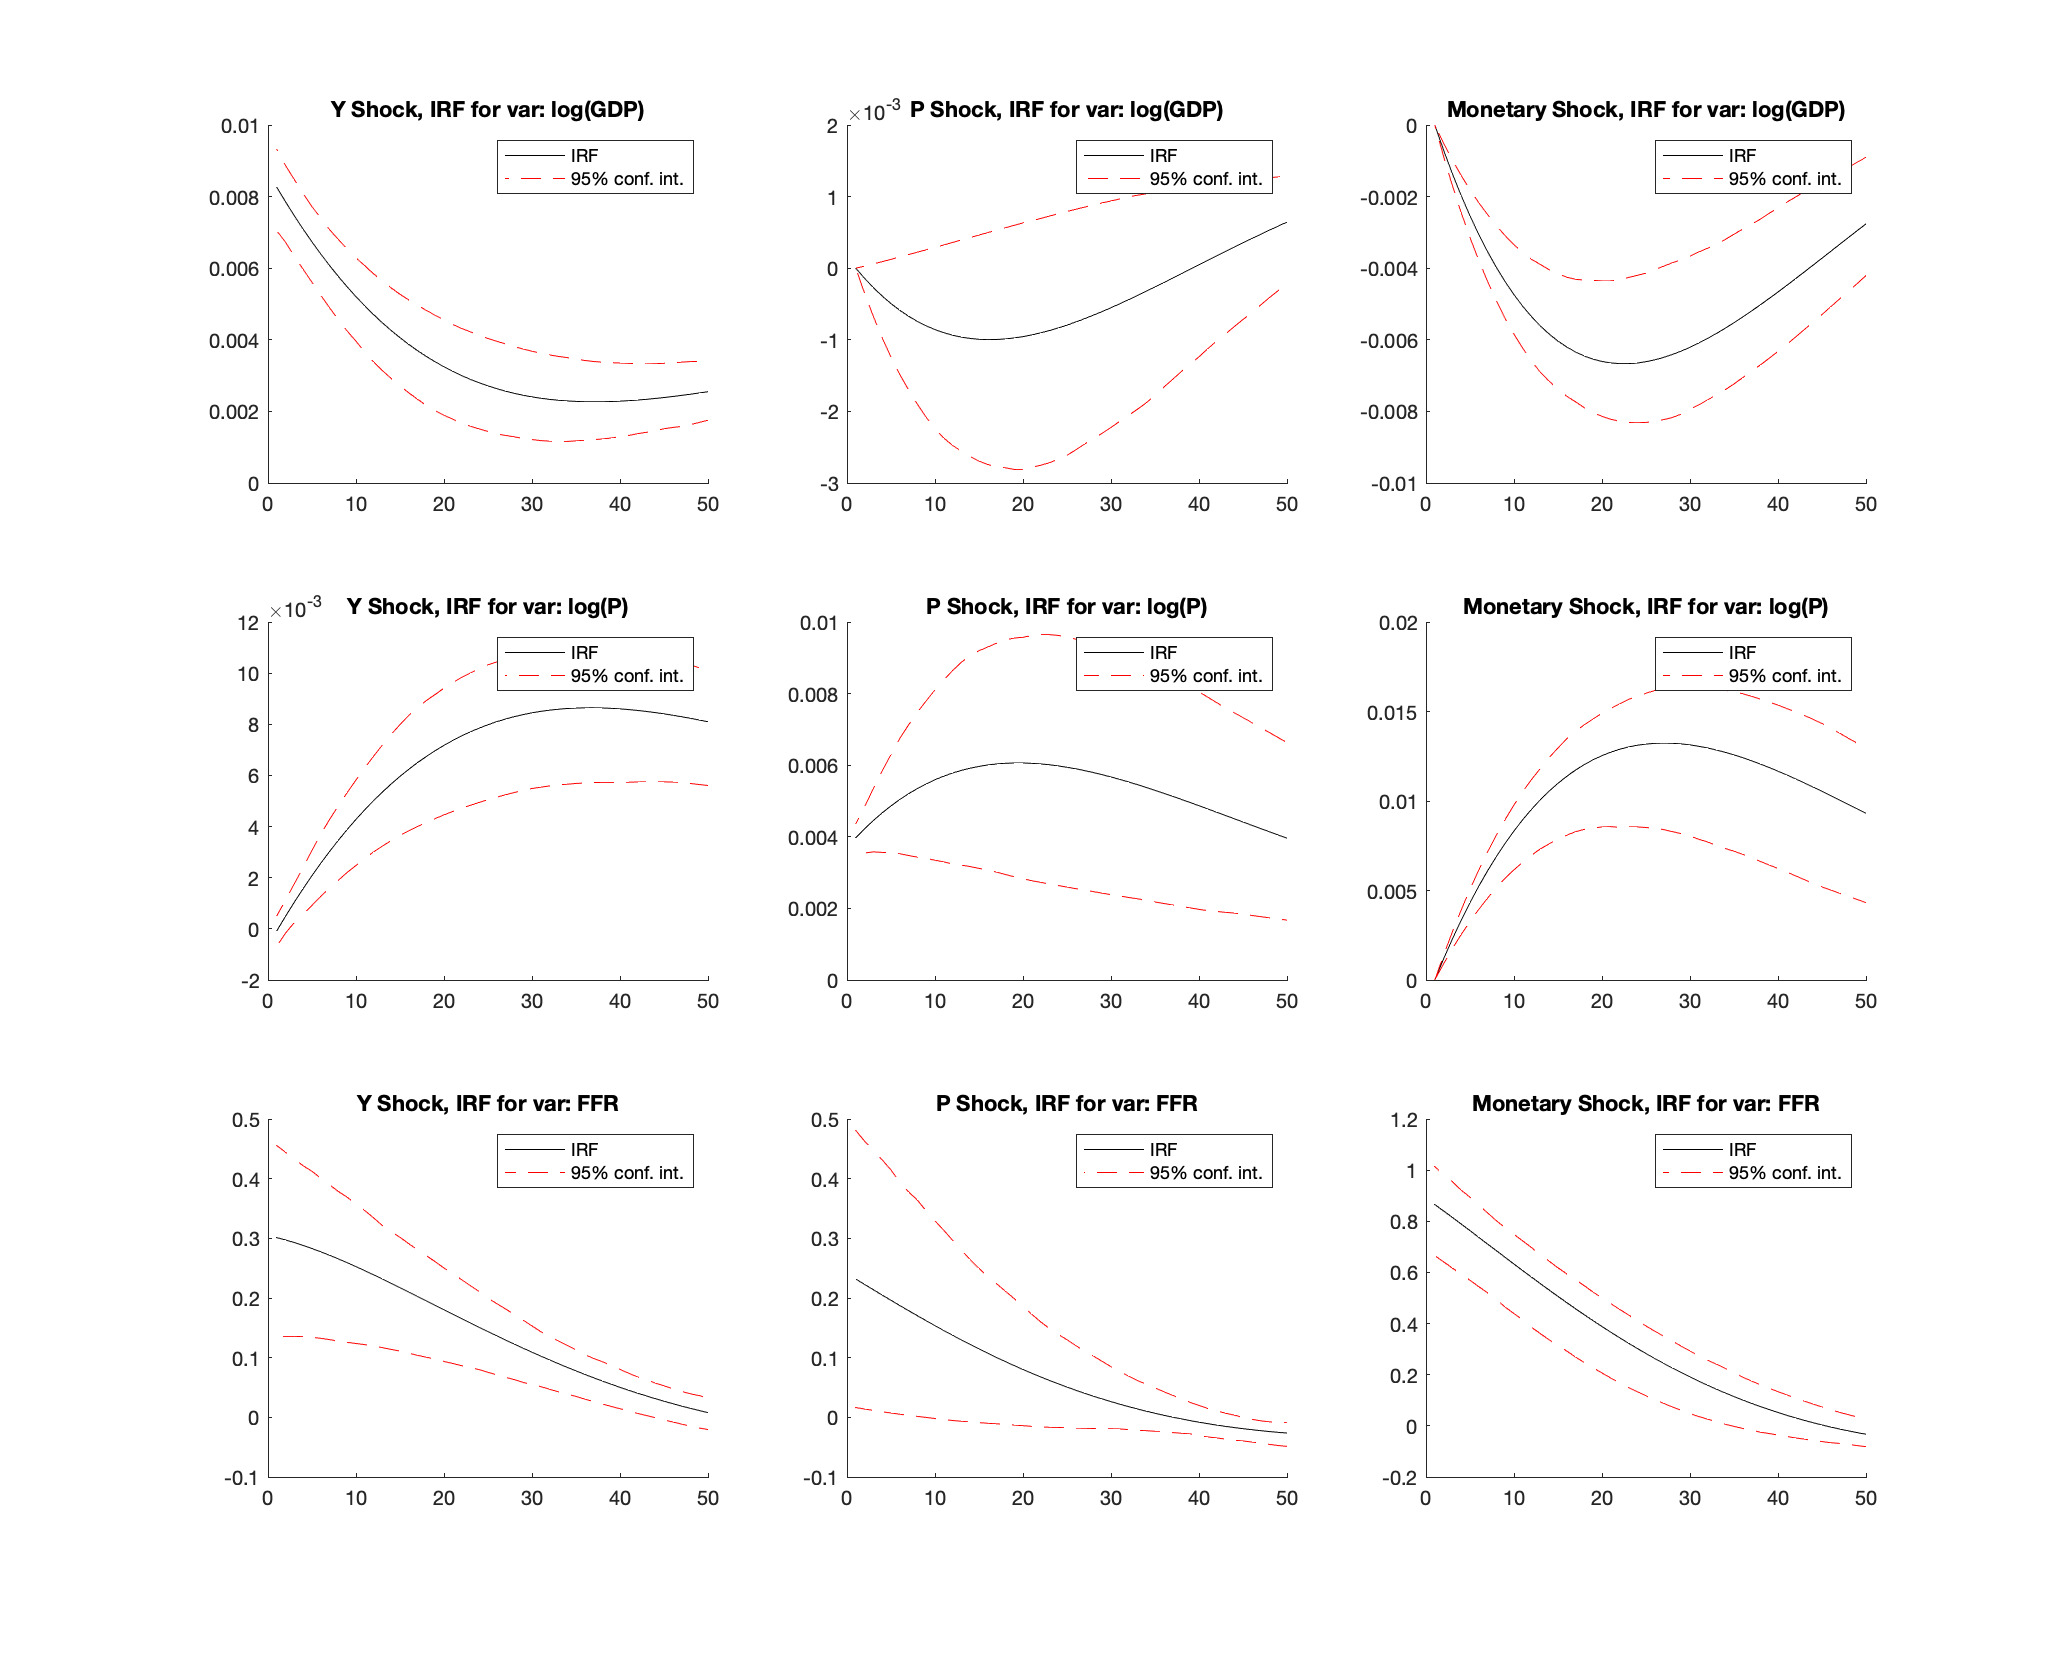 Y Shock, IRF for var: log(GDP)
0.01
0.008
0.006
0.004
0.002
0
0 10 20 30 40 50
IRF
95% conf. int.
×10-3
P Shock, IRF for var: log(GDP)
2
1
0
-1
-2
-3
0 10 20 30 40 50
IRF
95% conf. int.
Monetary Shock, IRF for var: log(GDP)
0
-0.002
-0.004
-0.006
-0.008
-0.01
0 10 20 30 40 50
IRF
95% conf. int.
×10-3
Y Shock, IRF for var: log(P)
12
10
8
6
4
2
0
-2
0 10 20 30 40 50
IRF
95% conf. int.
P Shock, IRF for var: log(P)
0.01
0.008
0.006
0.004
0.002
0
0 10 20 30 40 50
IRF
95% conf. int.
Monetary Shock, IRF for var: log(P)
0.02
0.015
0.01
0.005
0
0 10 20 30 40 50
IRF
95% conf. int.
Y Shock, IRF for var: FFR
0.5
0.4
0.3
0.2
0.1
0
-0.1
0 10 20 30 40 50
IRF
95% conf. int.
P Shock, IRF for var: FFR
0.5
0.4
0.3
0.2
0.1
0
-0.1
0 10 20 30 40 50
IRF
95% conf. int.
Monetary Shock, IRF for var: FFR
1.2
1
0.8
0.6
0.4
0.2
0
-0.2
0 10 20 30 40 50
IRF
95% conf. int.